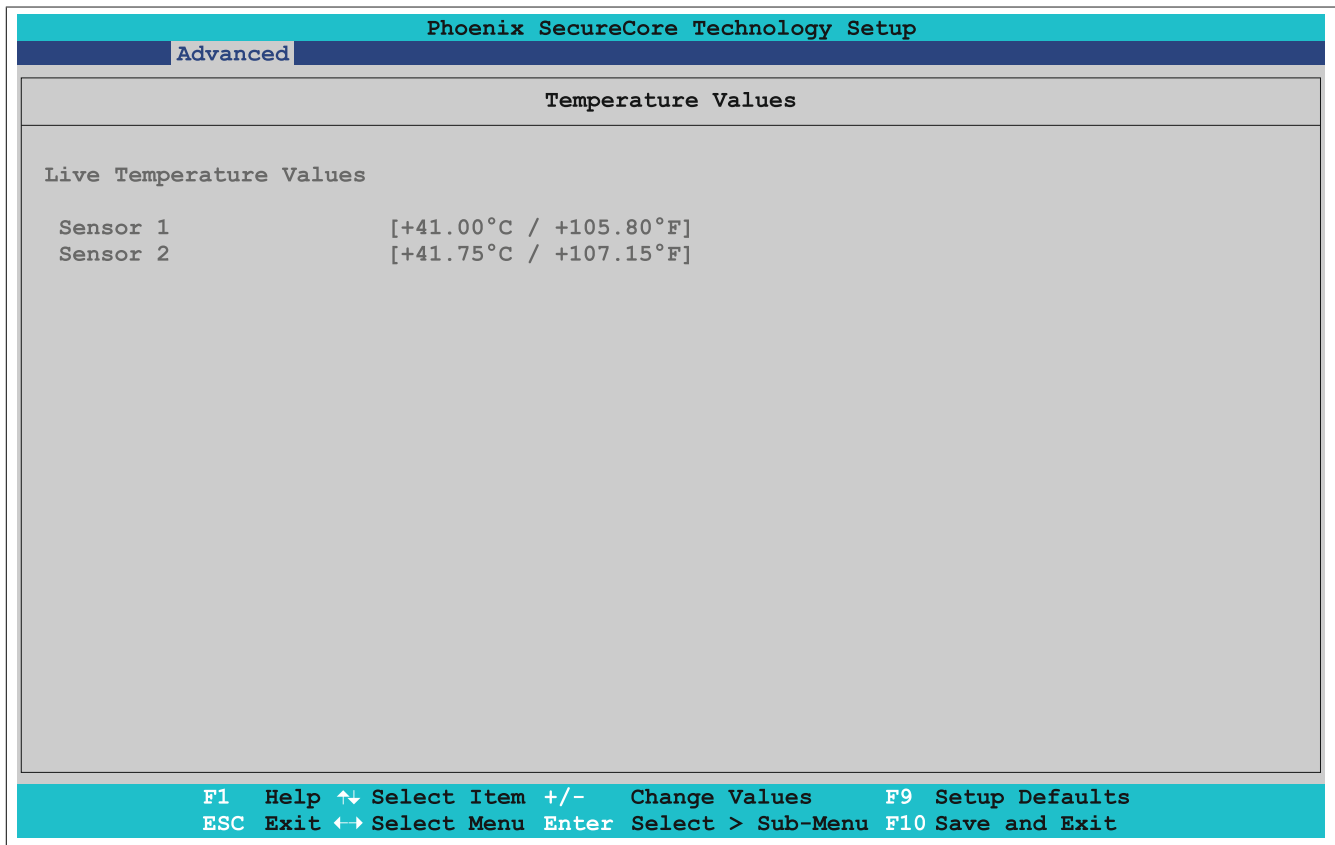 Phoenix SecureCore Technology Setup
Advanced
Temperature Values
Live Temperature Values
Sensor 1 [+41.00°C / +105.80°F]
Sensor 2 [+41.75°C / +107.15°F]
F1 Help ↑↓ Select Item +/- Change Values F9 Setup Defaults
ESC Exit ←→ Select Menu Enter Select > Sub-Menu F10 Save and Exit